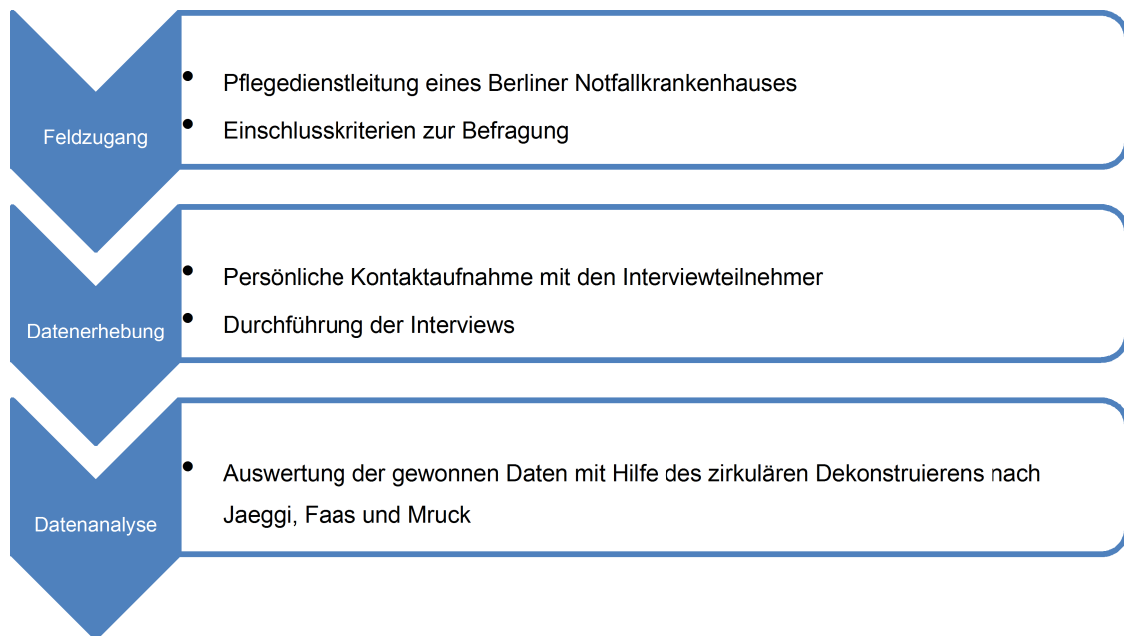 Feldzugang
• Pflegedienstleitung eines Berliner Notfallkrankenhauses
• Einschlusskriterien zur Befragung
Datenerhebung
• Persönliche Kontaktaufnahme mit den Interviewteilnehmer
• Durchführung der Interviews
Datenanalyse
• Auswertung der gewonnen Daten mit Hilfe des zirkulären Dekonstruierens nach
Jaeggi, Faas und Mruck